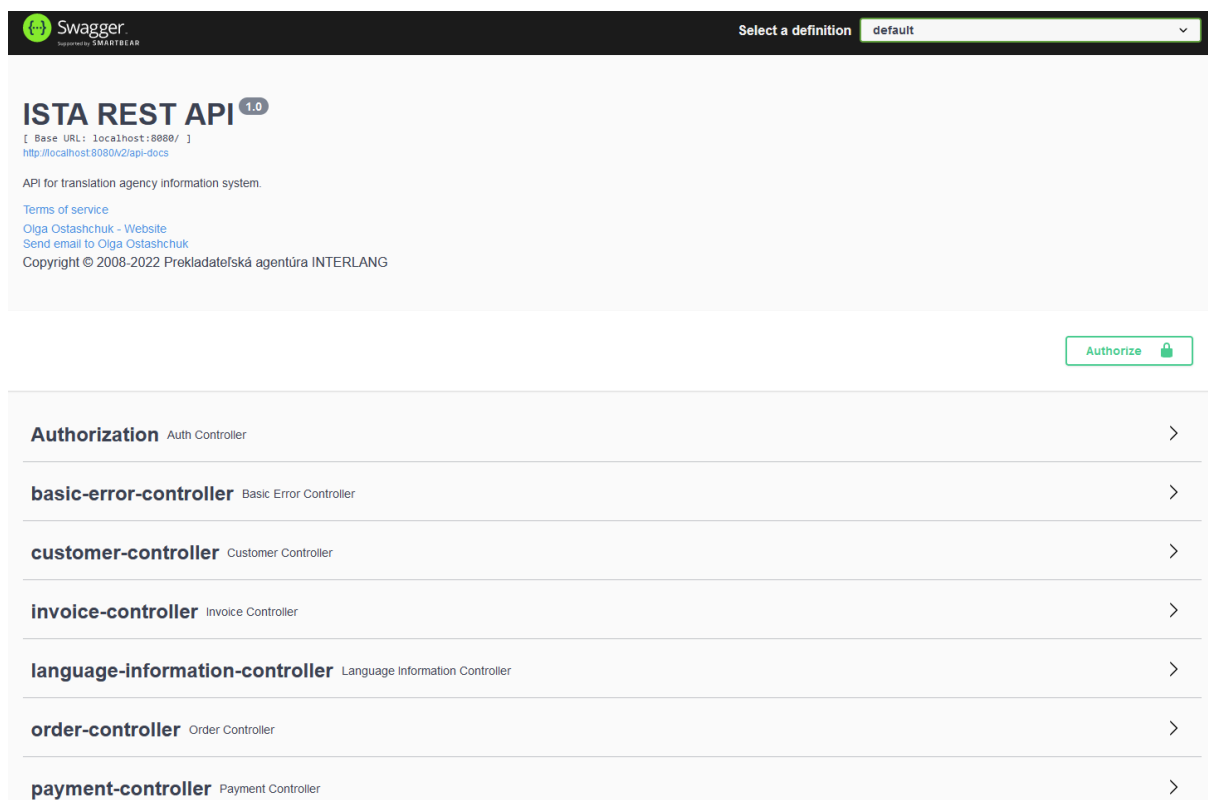 Swagger.
Supported by SMARTBEAR
Select a definition default
ISTA REST API 1.0
[ Base URL: localhost:8080/ ]
http://localhost:8080/v2/api-docs
API for translation agency information system.
Terms of service
Olga Ostashchuk - Website
Send email to Olga Ostashchuk
Copyright © 2008-2022 Prekladateľská agentúra INTERLANG
Authorize
Authorization Auth Controller
basic-error-controller Basic Error Controller
customer-controller Customer Controller
invoice-controller Invoice Controller
language-information-controller Language Information Controller
order-controller Order Controller
payment-controller Payment Controller